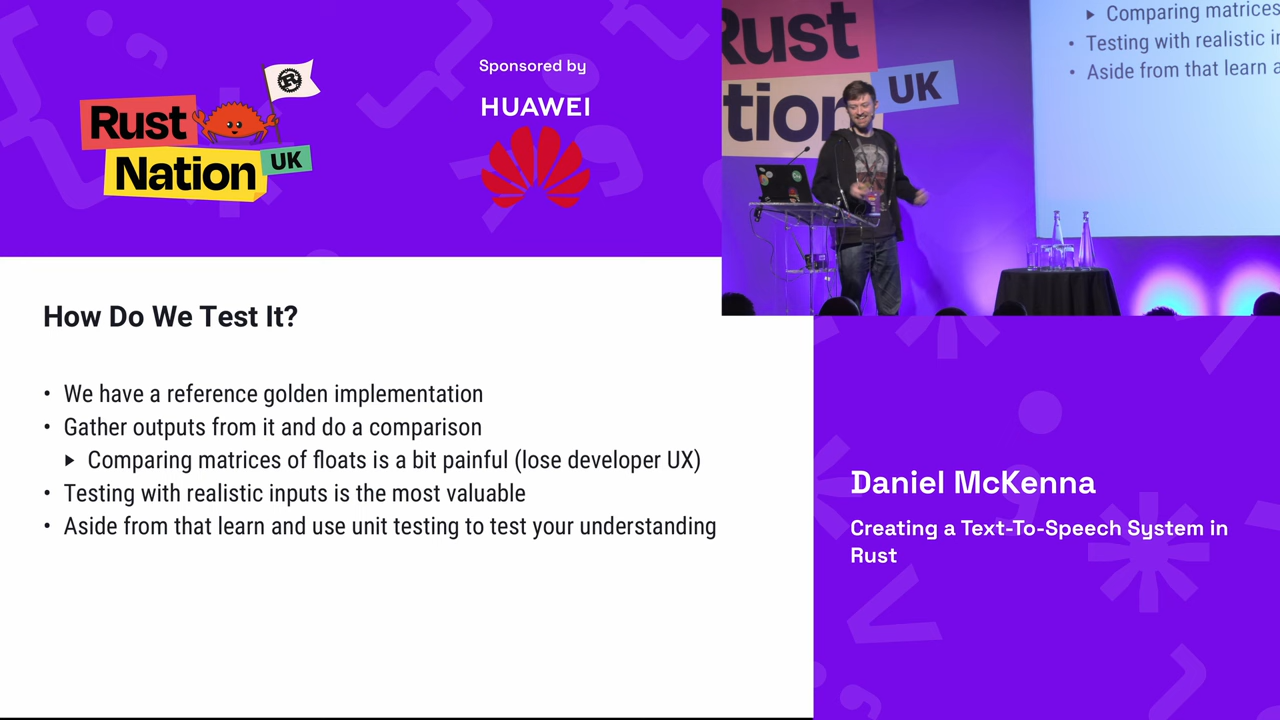 Rust
Nation
UK
Sponsored by
HUAWEI
Rust
tion
UK
Comparing matrices
• Testing with realistic
• Aside from that learn
How Do We Test It?
• We have a reference golden implementation
• Gather outputs from it and do a comparison
Comparing matrices of floats is a bit painful (lose developer UX)
• Testing with realistic inputs is the most valuable
• Aside from that learn and use unit testing to test your understanding
Daniel McKenna
Creating a Text-To-Speech System in
Rust